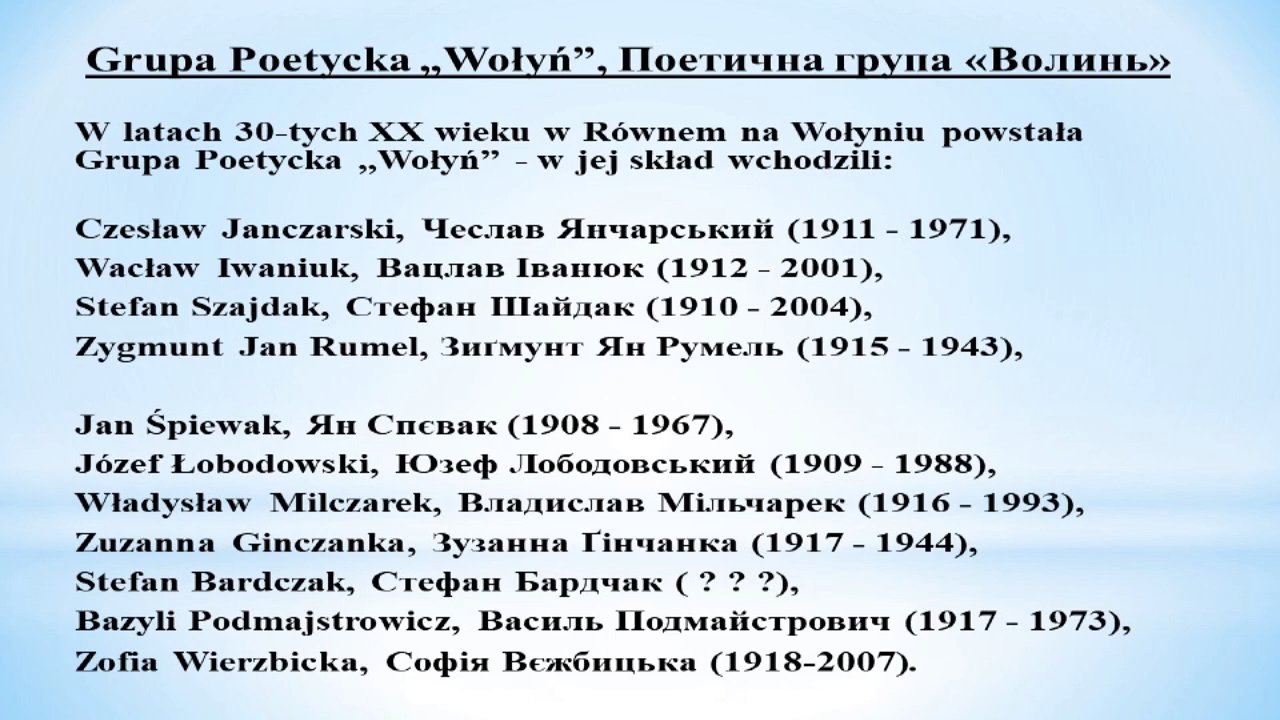 Grupa Poetycka „Wołyń”, Поетична група «Волинь»
W latach 30-tych XX wieku w Równem na Wołyniu powstała
Grupa Poetycka ,,Wołyń” - w jej skład wchodzili:
Czesław Janczarski, Чеслав Янчарський (1911 - 1971),
Wacław Iwaniuk, Вацлав Іванюк (1912 - 2001),
Stefan Szajdak, Стефан Шайдак (1910 - 2004),
Zygmunt Jan Rumel, Зиґмунт Ян Румель (1915 - 1943),
Jan Śpiewak, Ян Спєвак (1908 - 1967),
Józef Łobodowski, Юзеф Лободовський (1909 - 1988),
Władysław Milczarek, Владислав Мільчарек (1916 - 1993),
Zuzanna Ginczanka, Зузанна Ґінчанка (1917 - 1944),
Stefan Bardczak, Стефан Бардчак ( ? ? ?),
Bazyli Podmajstrowicz, Василь Подмайстрович (1917 - 1973),
Zofia Wierzbicka, Софія Вєжбицька (1918-2007).